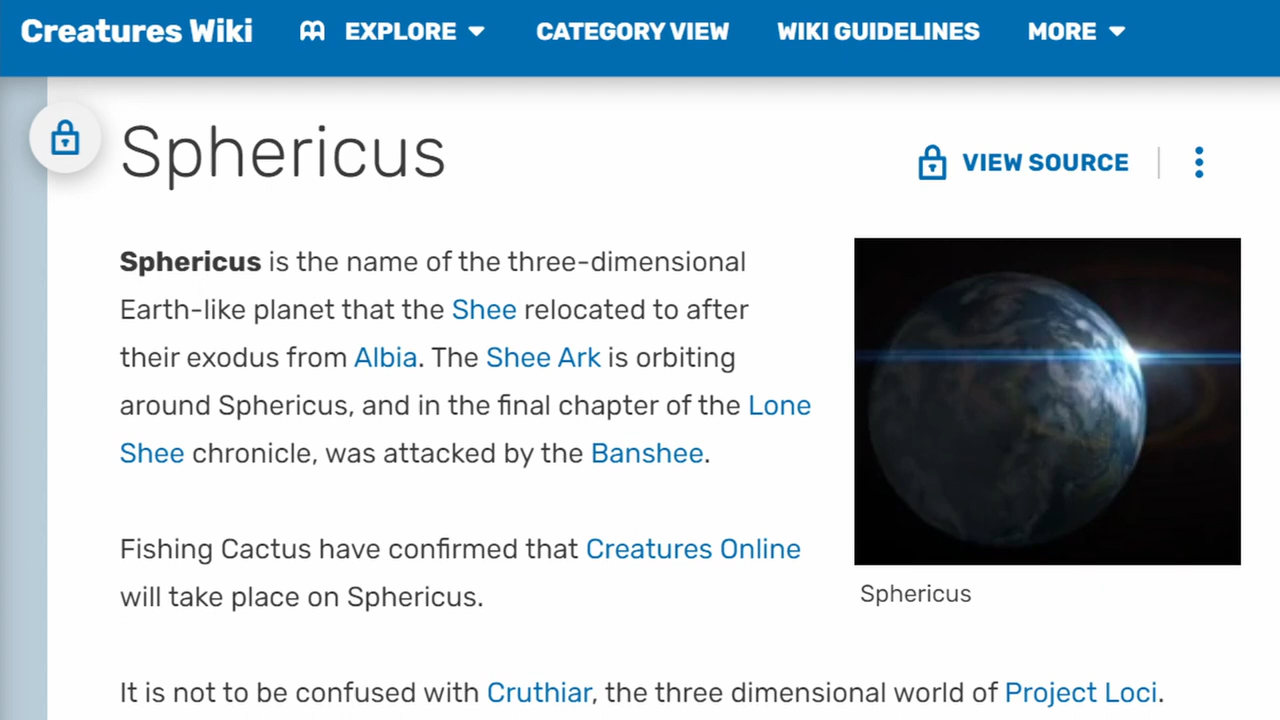 Creatures Wiki EXPLORE CATEGORY VIEW WIKI GUIDELINES MORE
Sphericus
VIEW SOURCE
Sphericus is the name of the three-dimensional
Earth-like planet that the Shee relocated to after
their exodus from Albia. The Shee Ark is orbiting
around Sphericus, and in the final chapter of the Lone
Shee chronicle, was attacked by the Banshee.
Fishing Cactus have confirmed that Creatures Online
will take place on Sphericus.
Sphericus
It is not to be confused with Cruthiar, the three dimensional world of Project Loci.